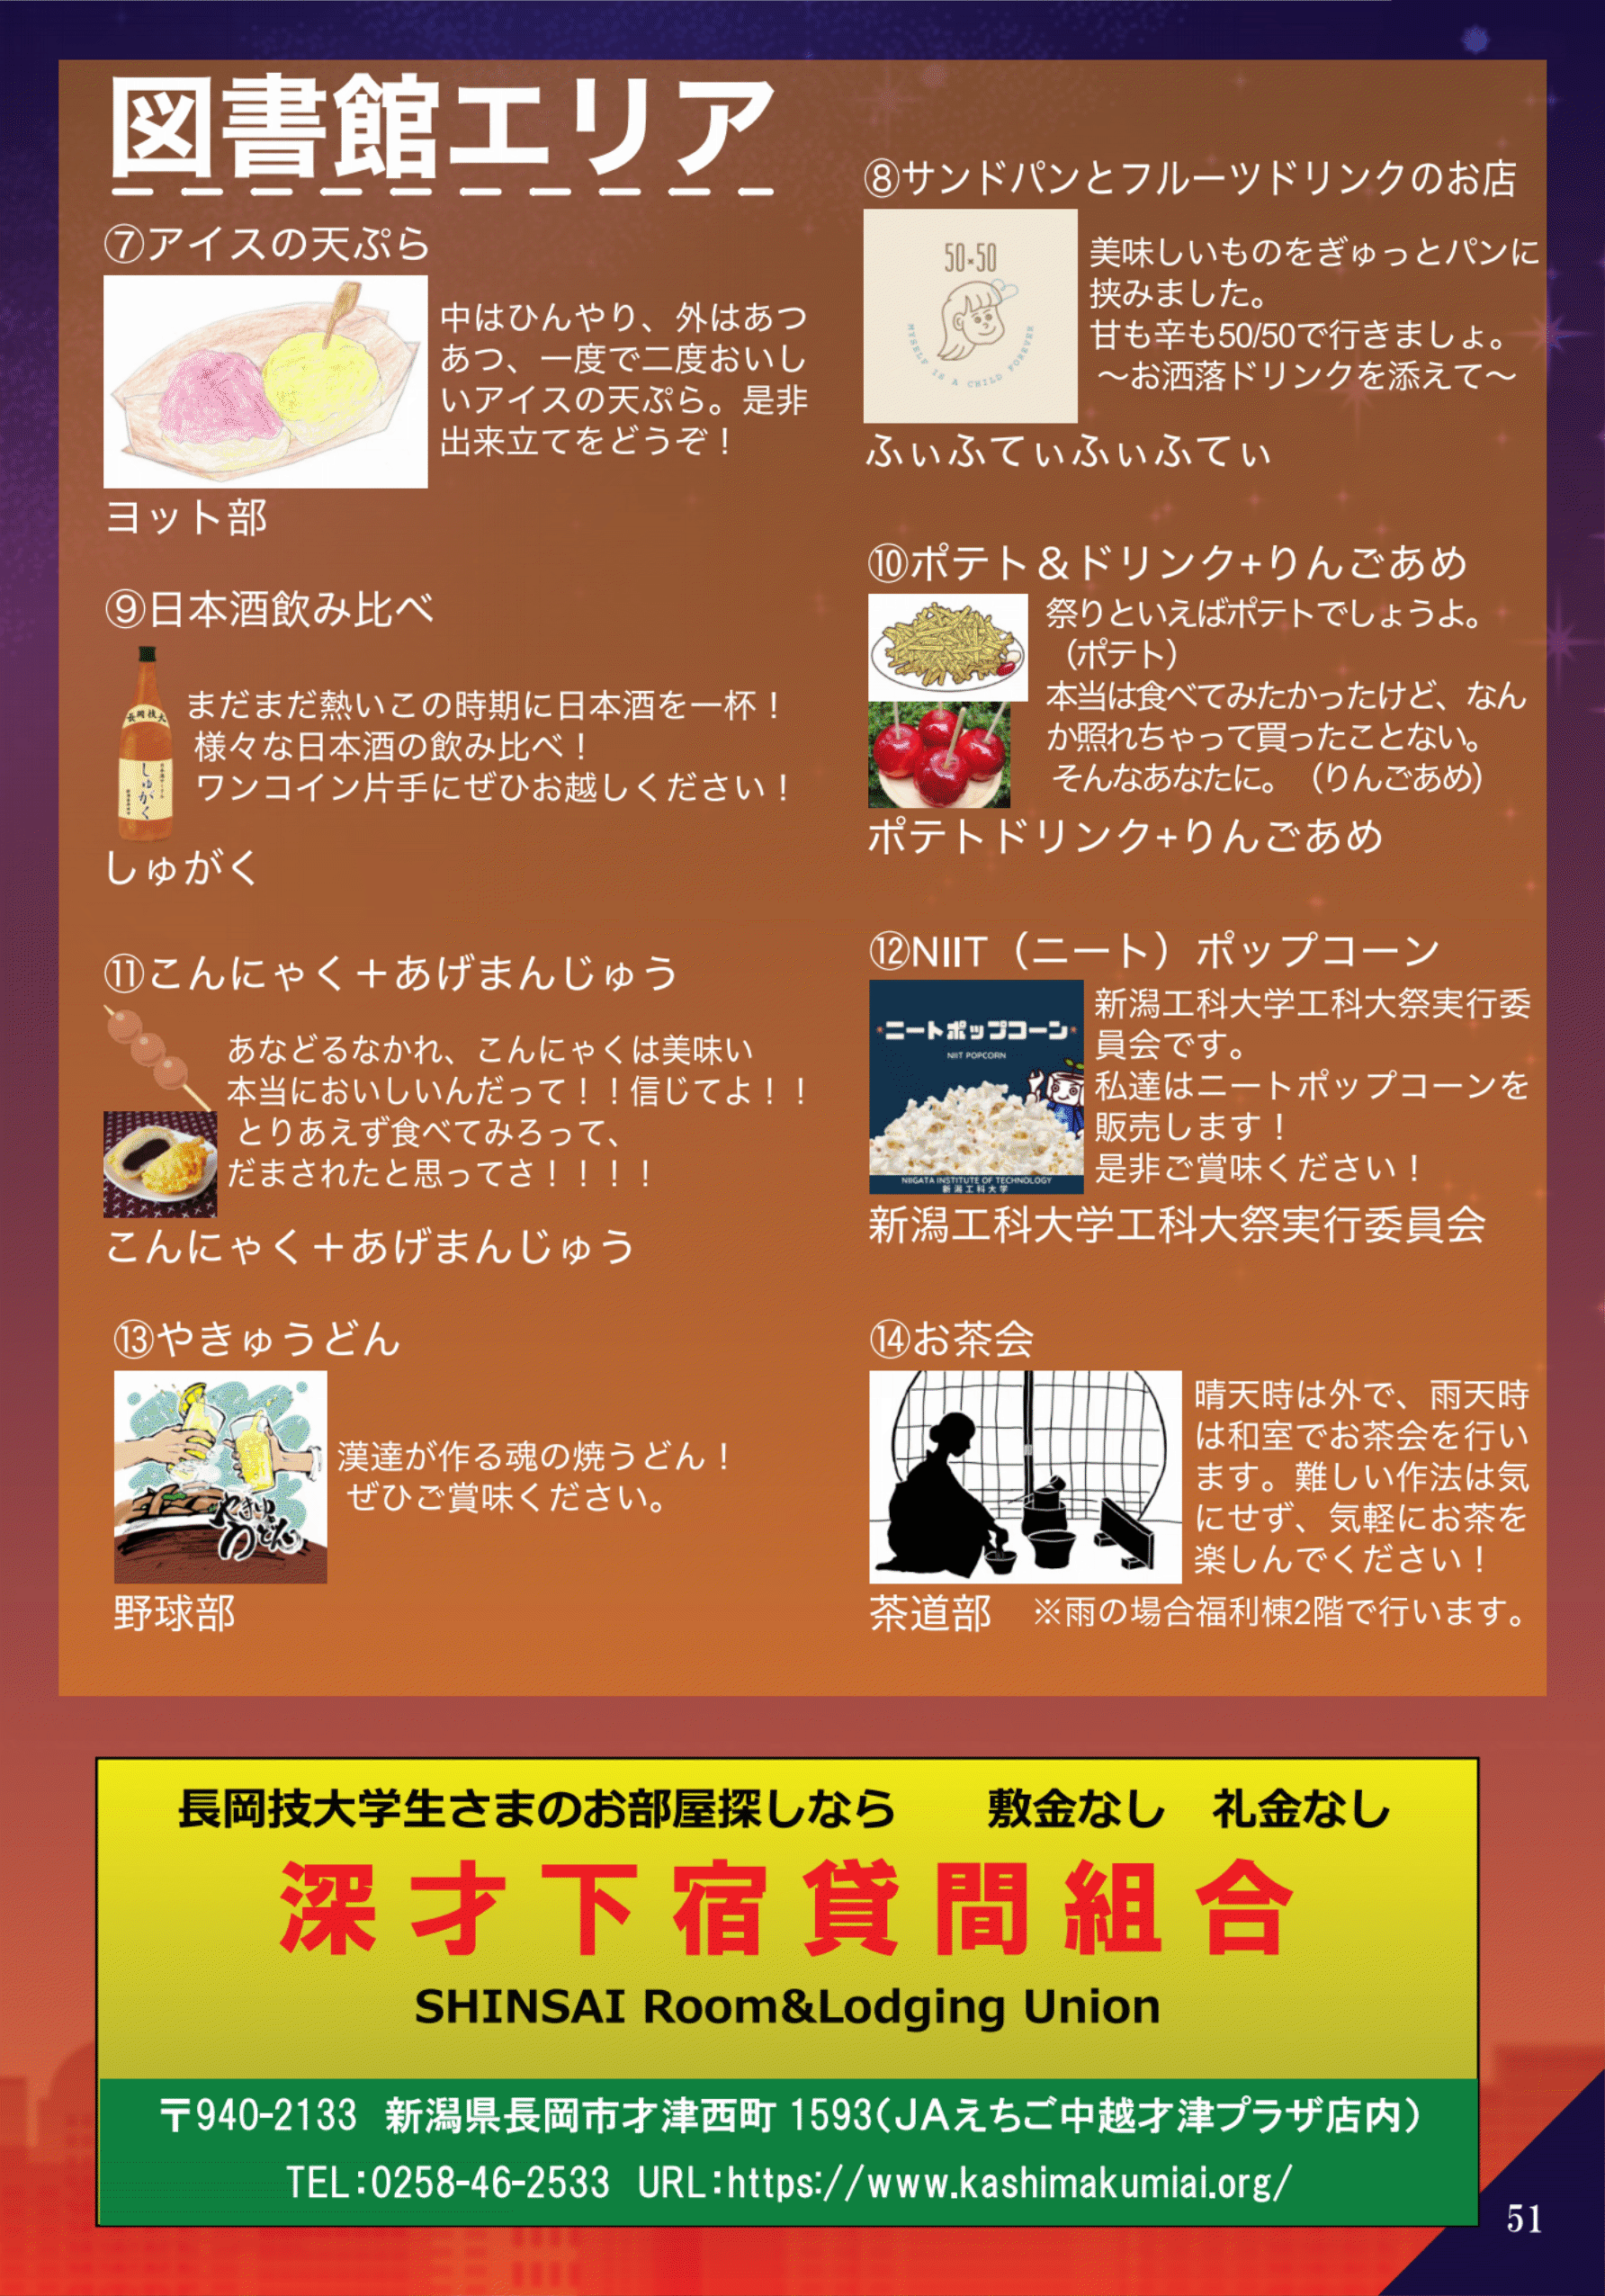 図書館エリア
⑦アイスの天ぷら
中はひんやり、外はあつ
あつ、一度で二度おいし
いアイスの天ぷら。是非
出来立てをどうぞ！
ヨット部
⑧サンドパンとフルーツドリンクのお店
50×50
MYSELF IS A CHILD FOREVER
美味しいものをぎゅっとパンに
挟みました。
甘も辛も50/50で行きましょ。
～お洒落ドリンクを添えて～
ふぃふてぃふぃふてぃ
⑨日本酒飲み比べ
長岡技大
しゅがく
まだまだ熱いこの時期に日本酒を一杯！
様々な日本酒の飲み比べ！
ワンコイン片手にぜひお越しください！
しゅがく
⑩ポテト＆ドリンク+りんごあめ
祭りといえばポテトでしょうよ。
（ポテト）
本当は食べてみたかったけど、なん
か照れちゃって買ったことない。
そんなあなたに。（りんごあめ）
ポテトドリンク+りんごあめ
⑪こんにゃく＋あげまんじゅう
あなどるなかれ、こんにゃくは美味い
本当においしいんだって！！信じてよ！！
とりあえず食べてみろって、
だまされたと思ってさ！！！！
こんにゃく＋あげまんじゅう
⑫NIIT（ニート）ポップコーン
ニートポップコーン
NIIT POPCORN
NIIGATA INSTITUTE OF TECHNOLOGY
新潟工科大学
新潟工科大学工科大祭実行委
員会です。
私達はニートポップコーンを
販売します！
是非ご賞味ください！
新潟工科大学工科大祭実行委員会
⑬やきゅうどん
やきゅ
うどん
漢達が作る魂の焼うどん！
ぜひご賞味ください。
野球部
⑭お茶会
晴天時は外で、雨天時
は和室でお茶会を行い
ます。難しい作法は気
にせず、気軽にお茶を
楽しんでください！
茶道部 ※雨の場合福利棟2階で行います。
長岡技大学生さまのお部屋探しなら 敷金なし 礼金なし
深才下宿貸間組合
SHINSAI Room&Lodging Union
〒940-2133 新潟県長岡市才津西町 1593（JAえちご中越才津プラザ店内）
TEL：0258-46-2533 URL：https://www.kashimakumiai.org/
51